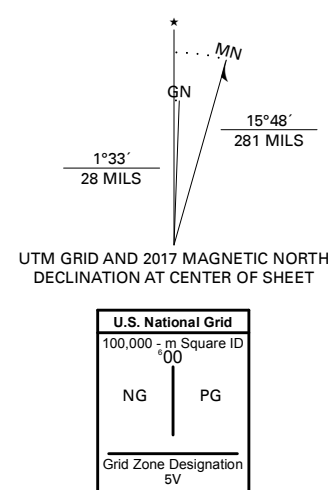 ★
MN
GN
15°48´
281 MILS
1°33´
28 MILS
UTM GRID AND 2017 MAGNETIC NORTH
DECLINATION AT CENTER OF SHEET
U.S. National Grid
100,000 - m Square ID
⁶00
NG PG
Grid Zone Designation
5V